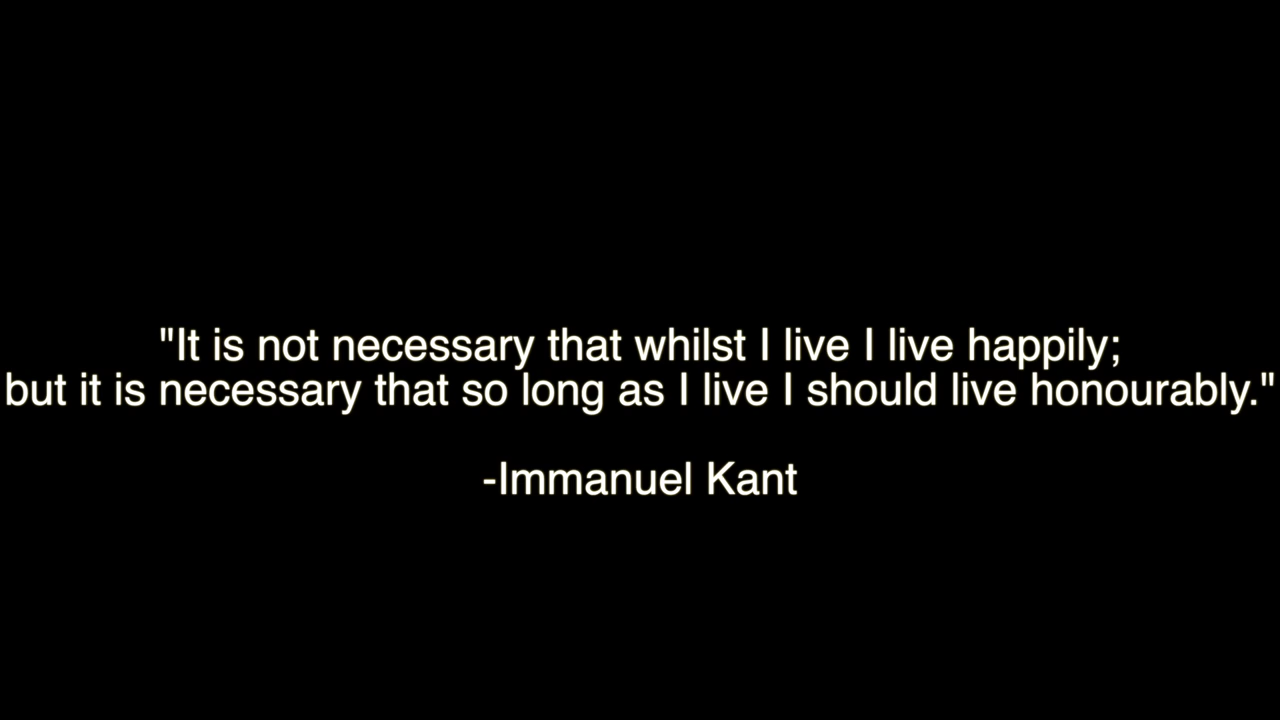 "It is not necessary that whilst I live I live happily;
but it is necessary that so long as I live I should live honourably."
-Immanuel Kant